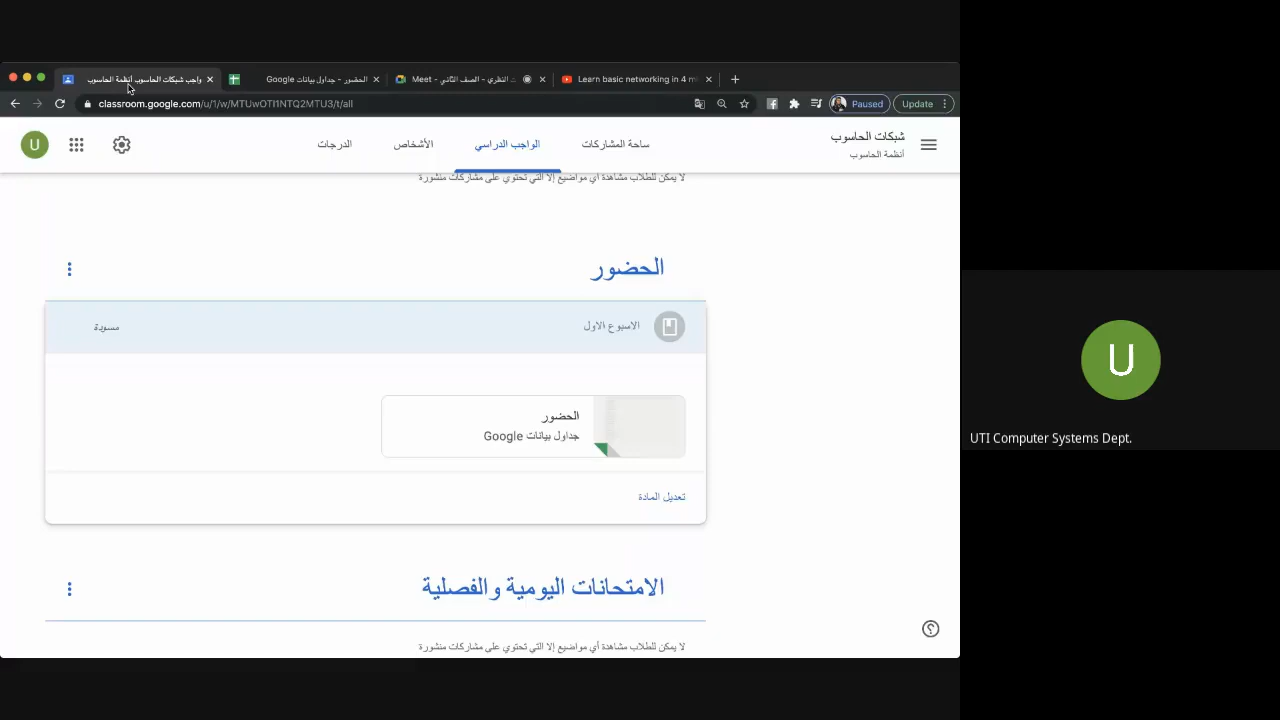 واجب شبكات الحاسوب أنظمة الحاسوب
الحضور - جداول بيانات Google
Meet - النظري - الصف الثاني
Learn basic networking in 4 m
classroom.google.com/u/1/w/MTUwOTI1NTQ2MTU3/t/all
Paused
Update
شبكات الحاسوب
أنظمة الحاسوب
ساحة المشاركات
الواجب الدراسي
الأشخاص
الدرجات
U
لا يمكن للطلاب مشاهدة أي مواضيع إلا التي تحتوي على مشاركات منشورة
الحضور
الاسبوع الاول
مسودة
الحضور
جداول بيانات Google
تعديل المادة
الامتحانات اليومية والفصلية
لا يمكن للطلاب مشاهدة أي مواضيع إلا التي تحتوي على مشاركات منشورة
U
UTI Computer Systems Dept.